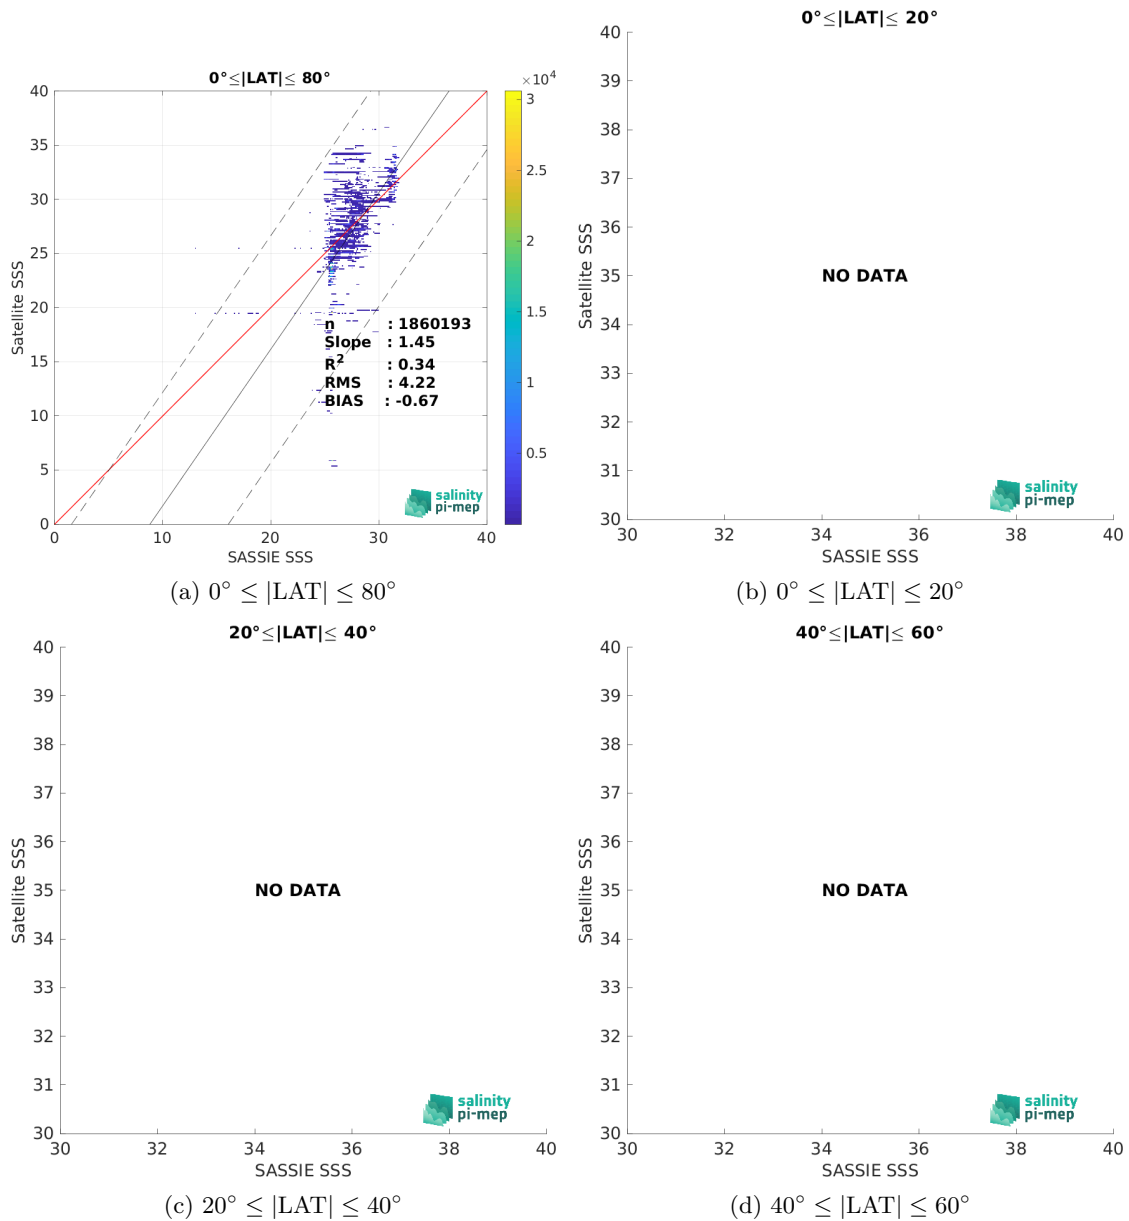 0°≤|LAT|≤ 80°
×10⁴
40
35
30
25
20
15
10
5
0
0
10
20
30
40
3
2.5
2
1.5
1
0.5
Satellite SSS
SASSIE SSS
n : 1860193
Slope : 1.45
R² : 0.34
RMS : 4.22
BIAS : -0.67
salinity
pi-mep
(a) 0° ≤ |LAT| ≤ 80°
0°≤|LAT|≤ 20°
40
39
38
37
36
35
34
33
32
31
30
30
32
34
36
38
40
Satellite SSS
SASSIE SSS
NO DATA
salinity
pi-mep
(b) 0° ≤ |LAT| ≤ 20°
20°≤|LAT|≤ 40°
40
39
38
37
36
35
34
33
32
31
30
30
32
34
36
38
40
Satellite SSS
SASSIE SSS
NO DATA
salinity
pi-mep
(c) 20° ≤ |LAT| ≤ 40°
40°≤|LAT|≤ 60°
40
39
38
37
36
35
34
33
32
31
30
30
32
34
36
38
40
Satellite SSS
SASSIE SSS
NO DATA
salinity
pi-mep
(d) 40° ≤ |LAT| ≤ 60°